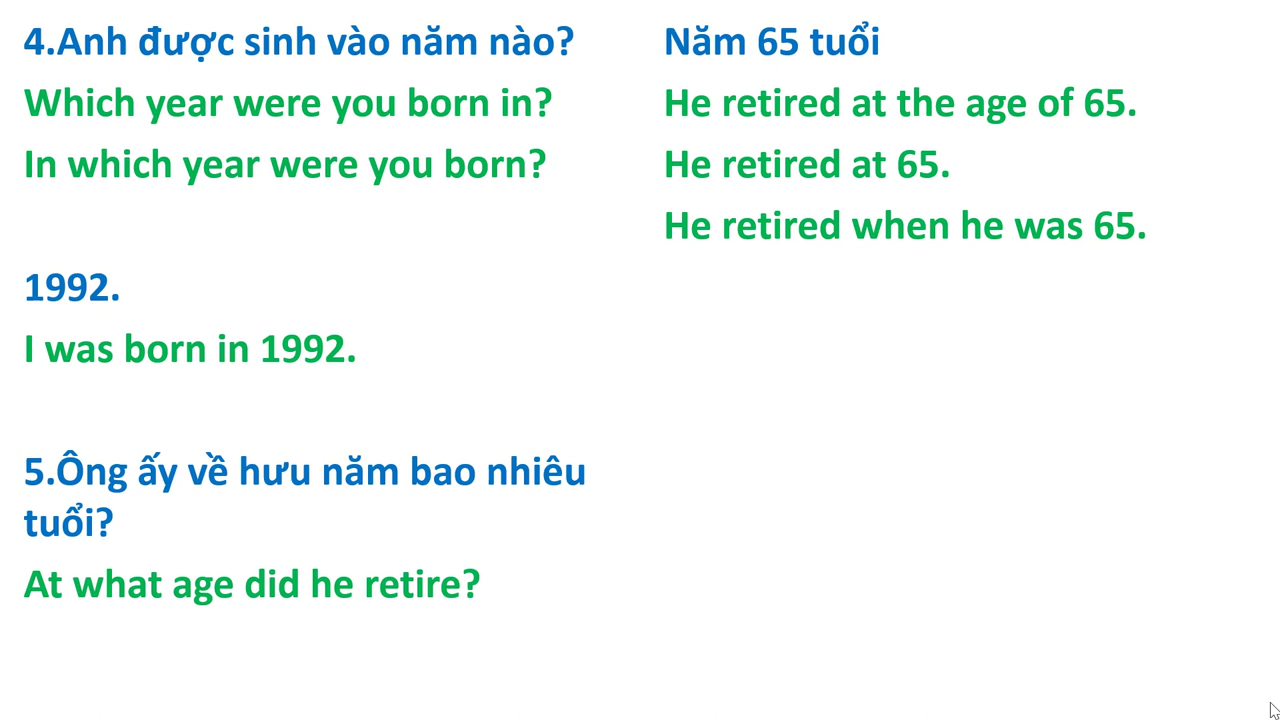 4.Anh được sinh vào năm nào?
Which year were you born in?
In which year were you born?
1992.
I was born in 1992.
5.Ông ấy về hưu năm bao nhiêu
tuổi?
At what age did he retire?
Năm 65 tuổi
He retired at the age of 65.
He retired at 65.
He retired when he was 65.